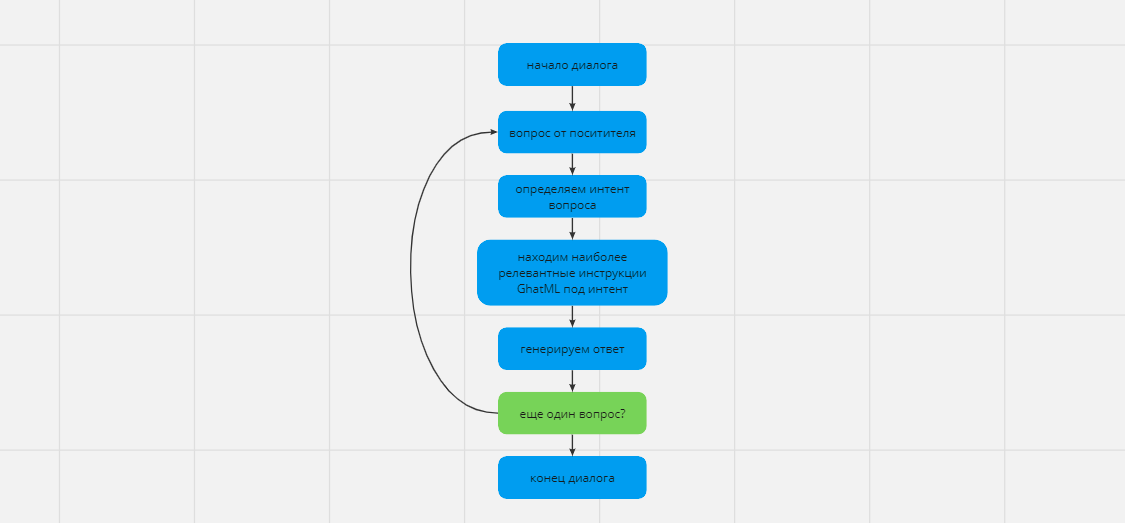 начало диалога
вопрос от поситителя
определяем интент
вопроса
находим наиболее
релевантные инструкции
GhatML под интент
генерируем ответ
еще один вопрос?
конец диалога